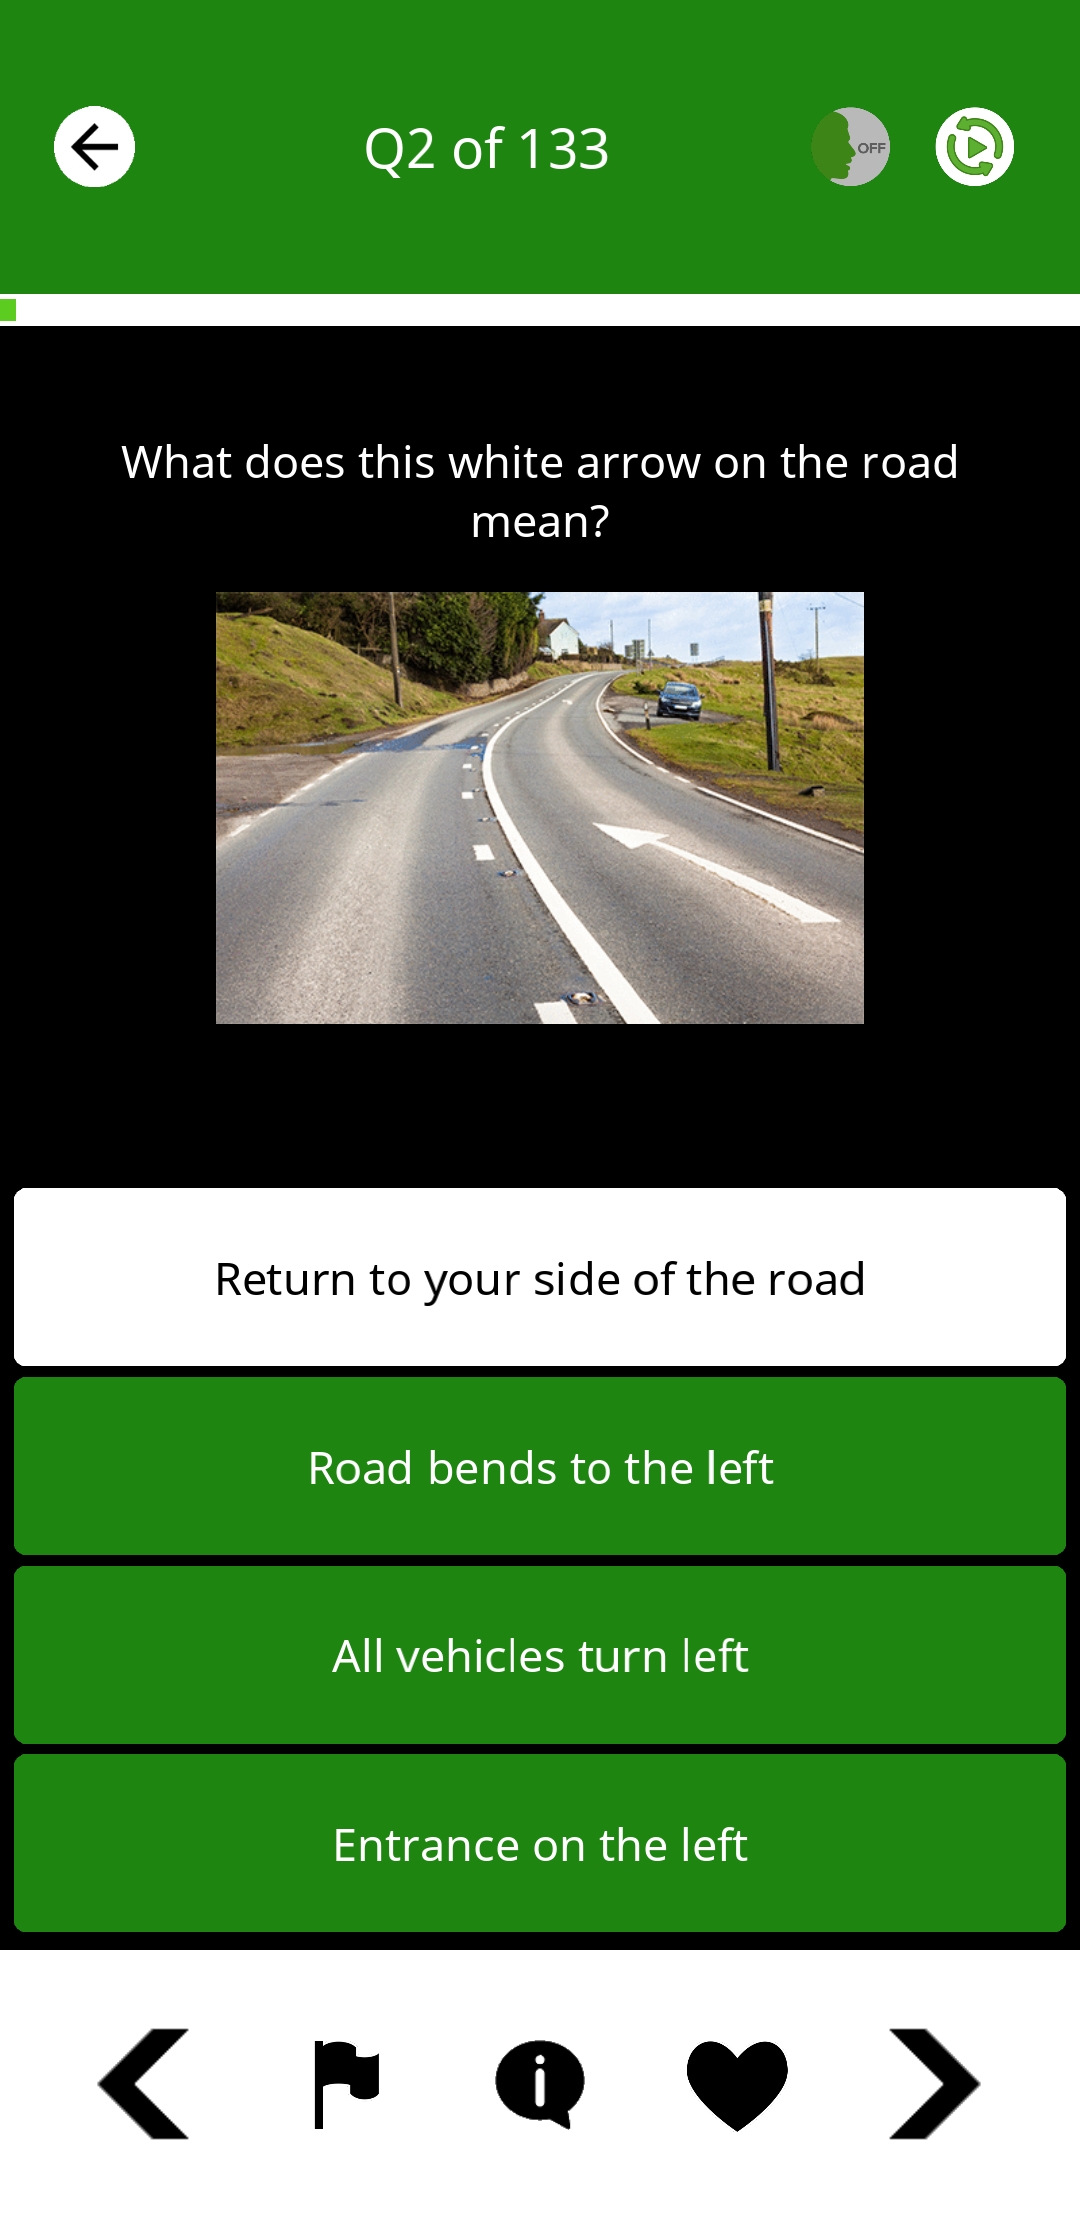 Q2 of 133
OFF
What does this white arrow on the road
mean?
Return to your side of the road
Road bends to the left
All vehicles turn left
Entrance on the left